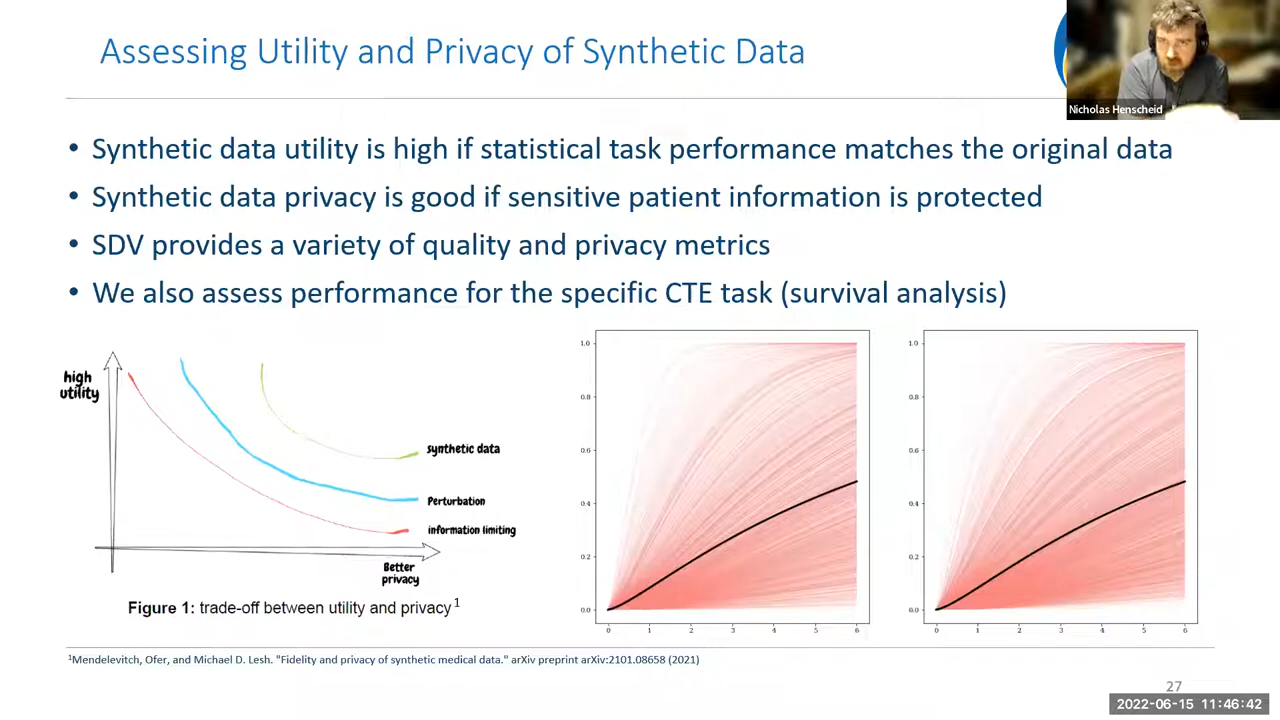 Assessing Utility and Privacy of Synthetic Data
Nicholas Henscheid
• Synthetic data utility is high if statistical task performance matches the original data
• Synthetic data privacy is good if sensitive patient information is protected
• SDV provides a variety of quality and privacy metrics
• We also assess performance for the specific CTE task (survival analysis)
high
utility
synthetic data
Perturbation
information limiting
Better
privacy
Figure 1: trade-off between utility and privacy 1
1.0
0.8
0.6
0.4
0.2
0.0
0 1 2 3 4 5 6
1.0
0.8
0.6
0.4
0.2
0.0
0 1 2 3 4 5 6
1Mendelevitch, Ofer, and Michael D. Lesh. "Fidelity and privacy of synthetic medical data." arXiv preprint arXiv:2101.08658 (2021)
27
2022-06-15 11:46:42